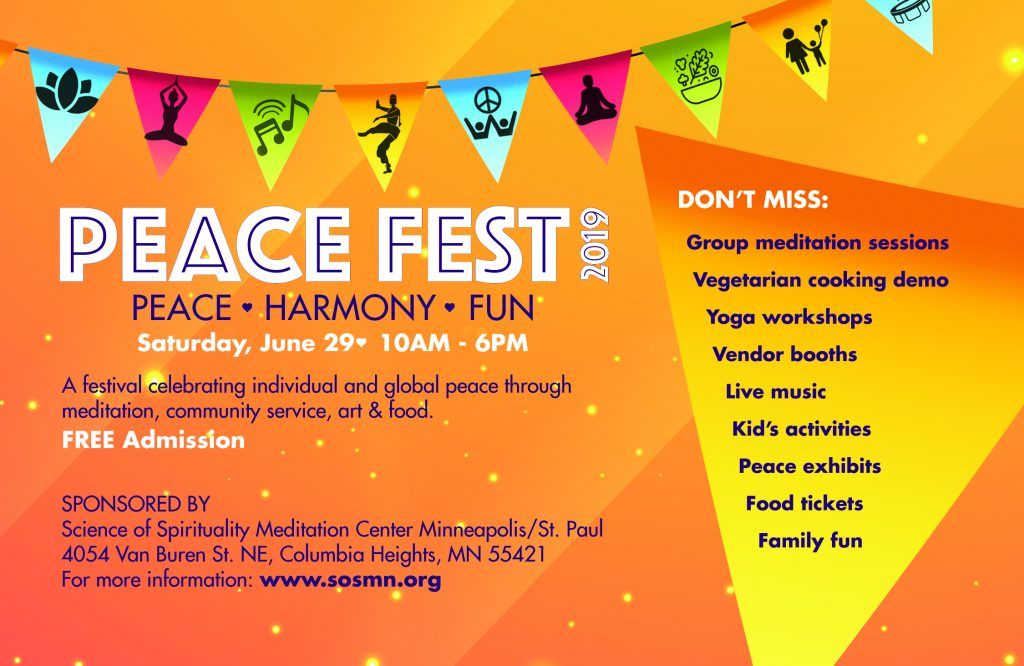 PEACE FEST 2019
PEACE ♥ HARMONY ♥ FUN
Saturday, June 29♥ 10AM - 6PM
A festival celebrating individual and global peace through
meditation, community service, art & food.
FREE Admission
SPONSORED BY
Science of Spirituality Meditation Center Minneapolis/St. Paul
4054 Van Buren St. NE, Columbia Heights, MN 55421
For more information: www.sosmn.org
DON'T MISS:
Group meditation sessions
Vegetarian cooking demo
Yoga workshops
Vendor booths
Live music
Kid's activities
Peace exhibits
Food tickets
Family fun